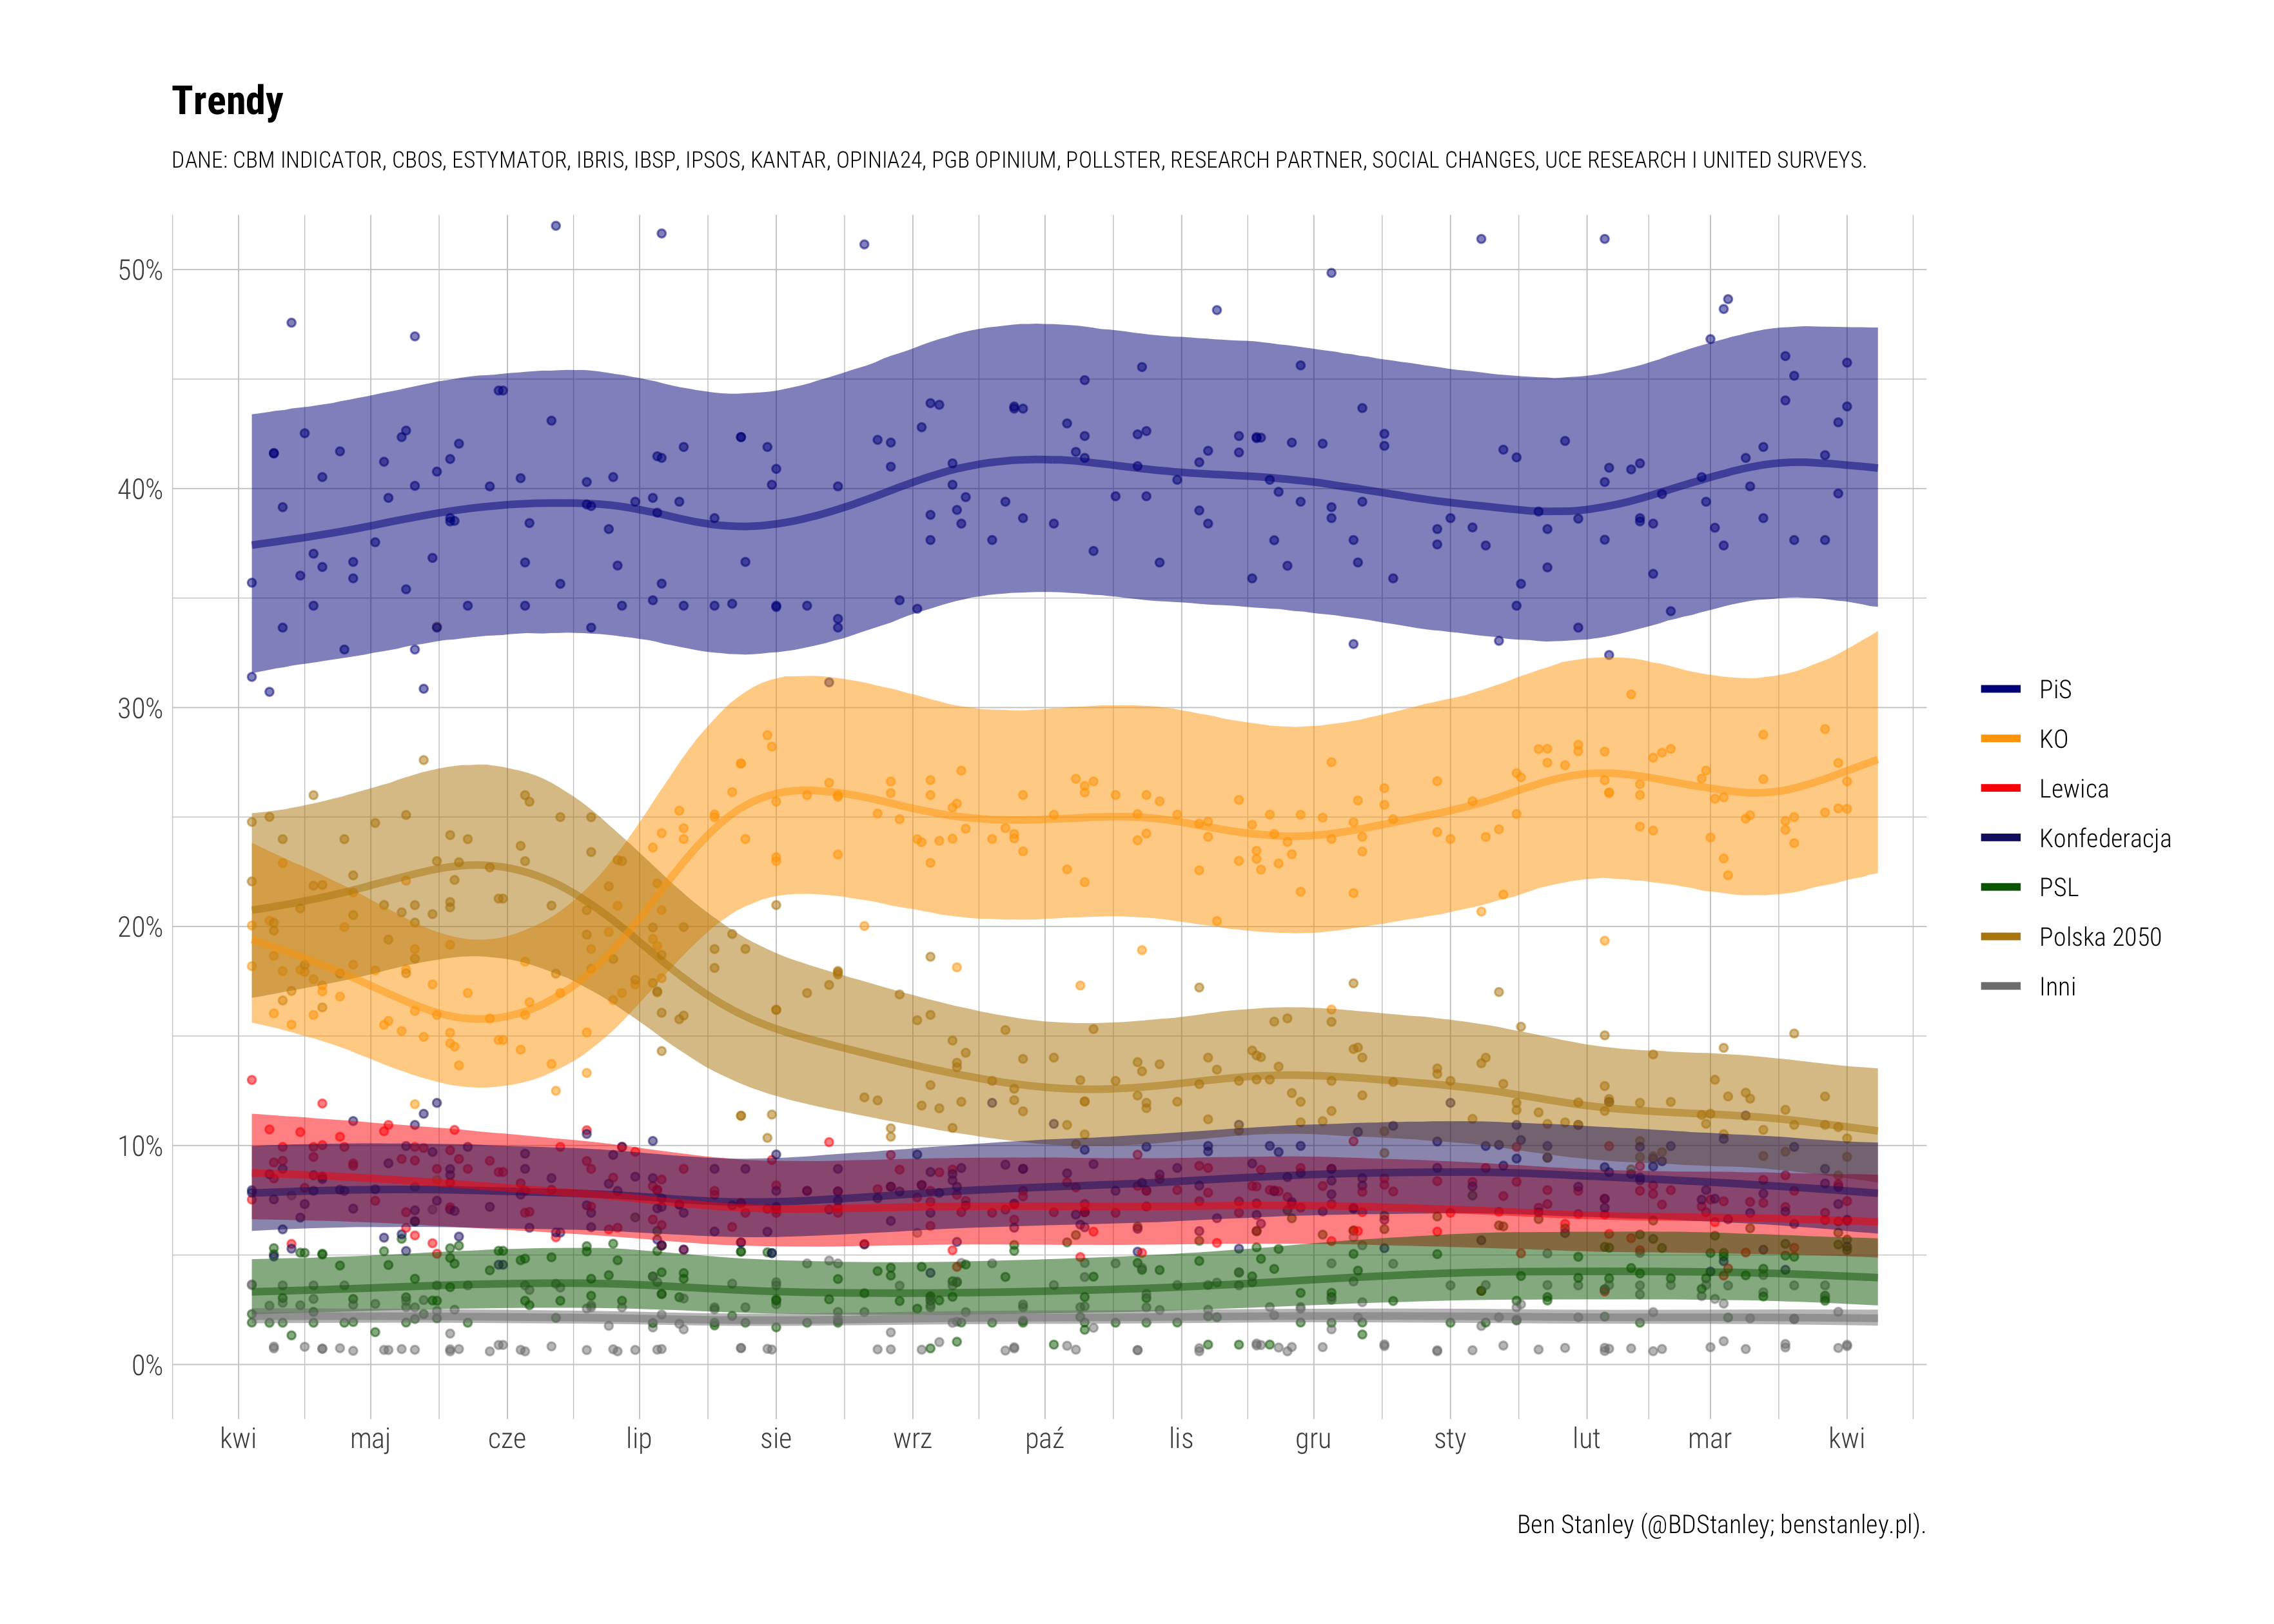 Trendy
DANE: CBM INDICATOR, CBOS, ESTYMATOR, IBRIS, IBSP, IPSOS, KANTAR, OPINIA24, PGB OPINIUM, POLLSTER, RESEARCH PARTNER, SOCIAL CHANGES, UCE RESEARCH I UNITED SURVEYS.
50%
40%
30%
20%
10%
0%
kwi maj cze lip sie wrz paź lis gru sty lut mar kwi
PiS
KO
Lewica
Konfederacja
PSL
Polska 2050
Inni
Ben Stanley (@BDStanley; benstanley.pl).